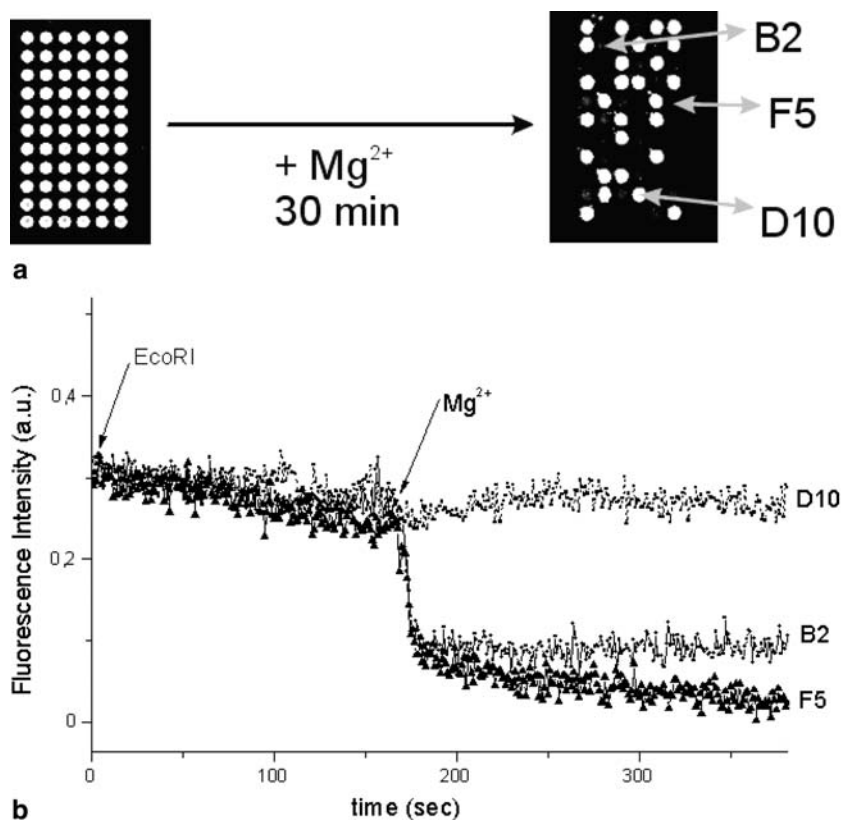 B2
F5
D10
+ Mg²⁺
30 min
a
EcoRI
Mg²⁺
Fluorescence Intensity (a.u.)
0,4
0,2
0
D10
B2
F5
0
100
200
300
time (sec)
b